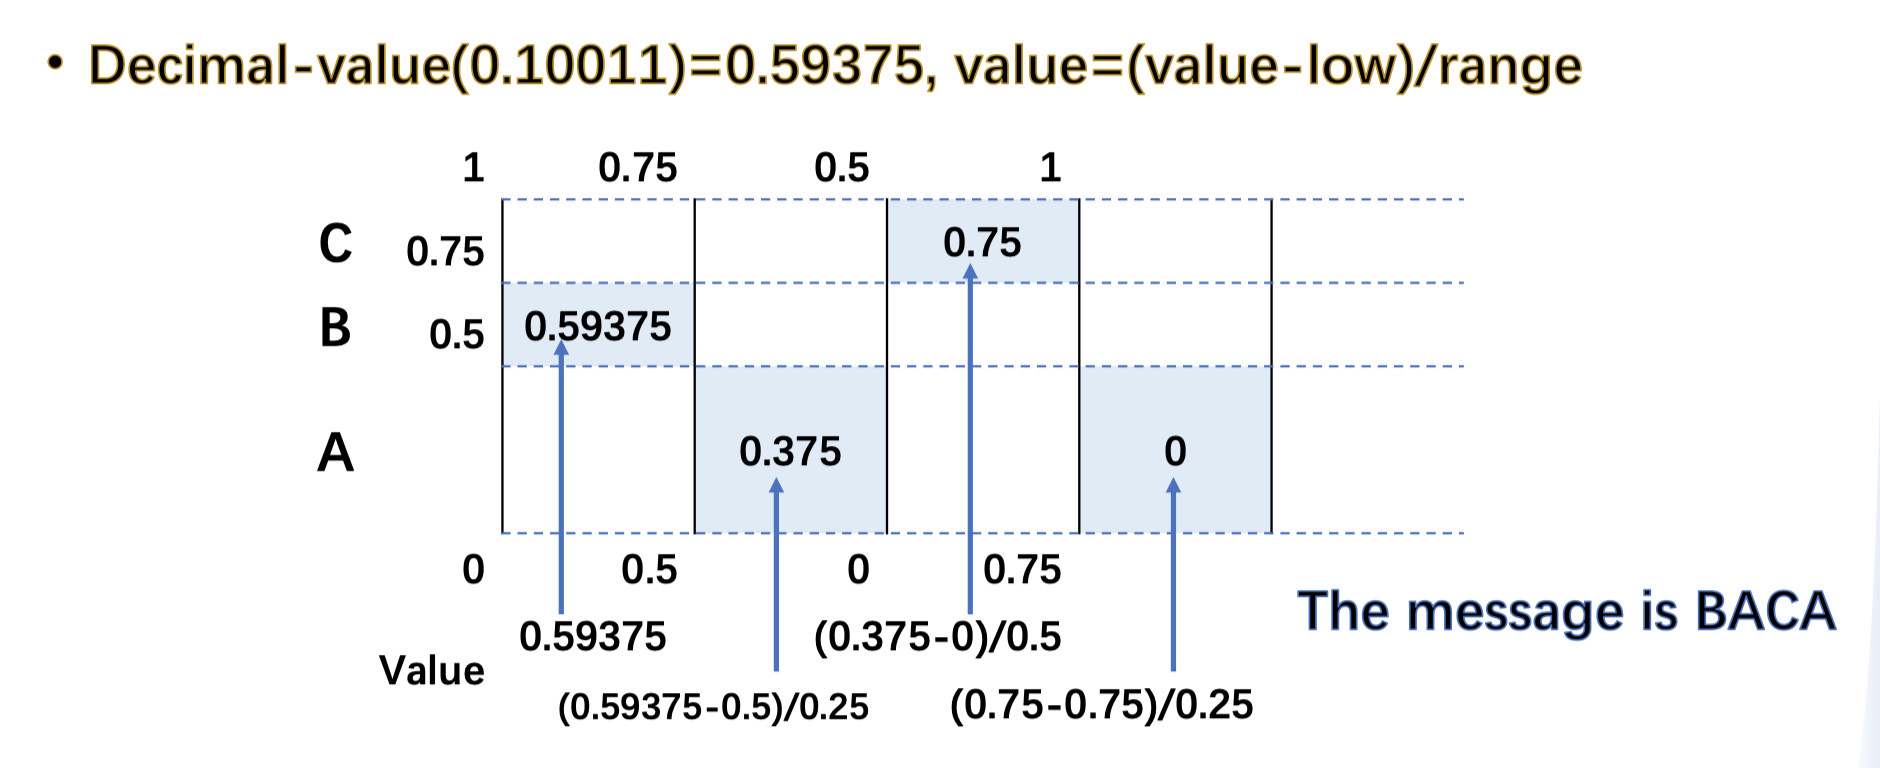 • Decimal-value(0.10011)=0.59375, value=(value-low)/range
1 0.75 0.5 1
C 0.75 0.75
B 0.5 0.59375
A 0.375 0
0 0.5 0 0.75
0.59375 (0.375-0)/0.5
The message is BACA
Value
(0.59375-0.5)/0.25 (0.75-0.75)/0.25